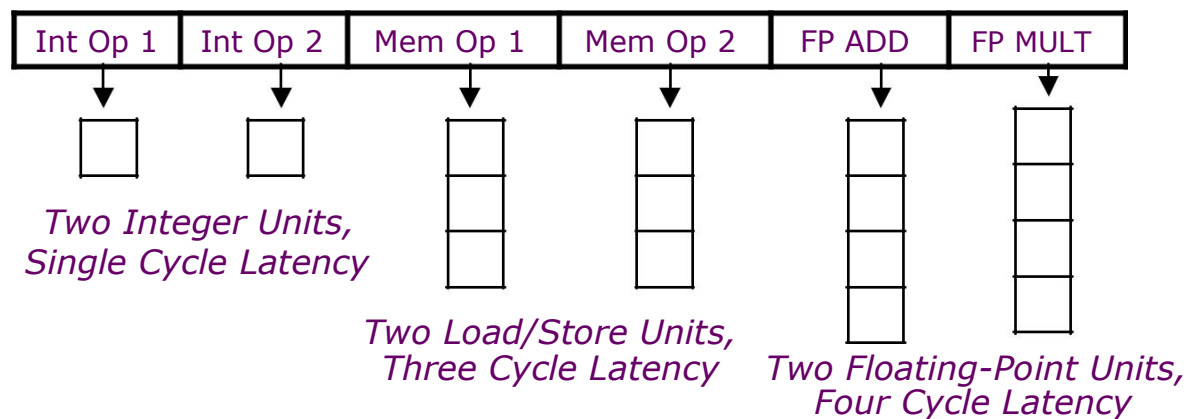 Int Op 1 Int Op 2 Mem Op 1 Mem Op 2 FP ADD FP MULT
Two Integer Units,
Single Cycle Latency
Two Load/Store Units,
Three Cycle Latency
Two Floating-Point Units,
Four Cycle Latency